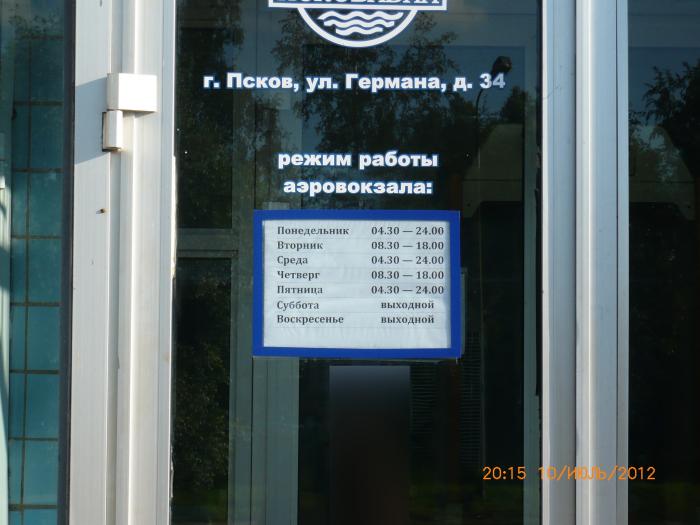 г. Псков, ул. Германа, д. 34
режим работы
аэровокзала:
Понедельник 04.30 — 24.00
Вторник 08.30 — 18.00
Среда 04.30 — 24.00
Четверг 08.30 — 18.00
Пятница 04.30 — 24.00
Суббота выходной
Воскресенье выходной
20:15 10/ИЮЛЬ/2012